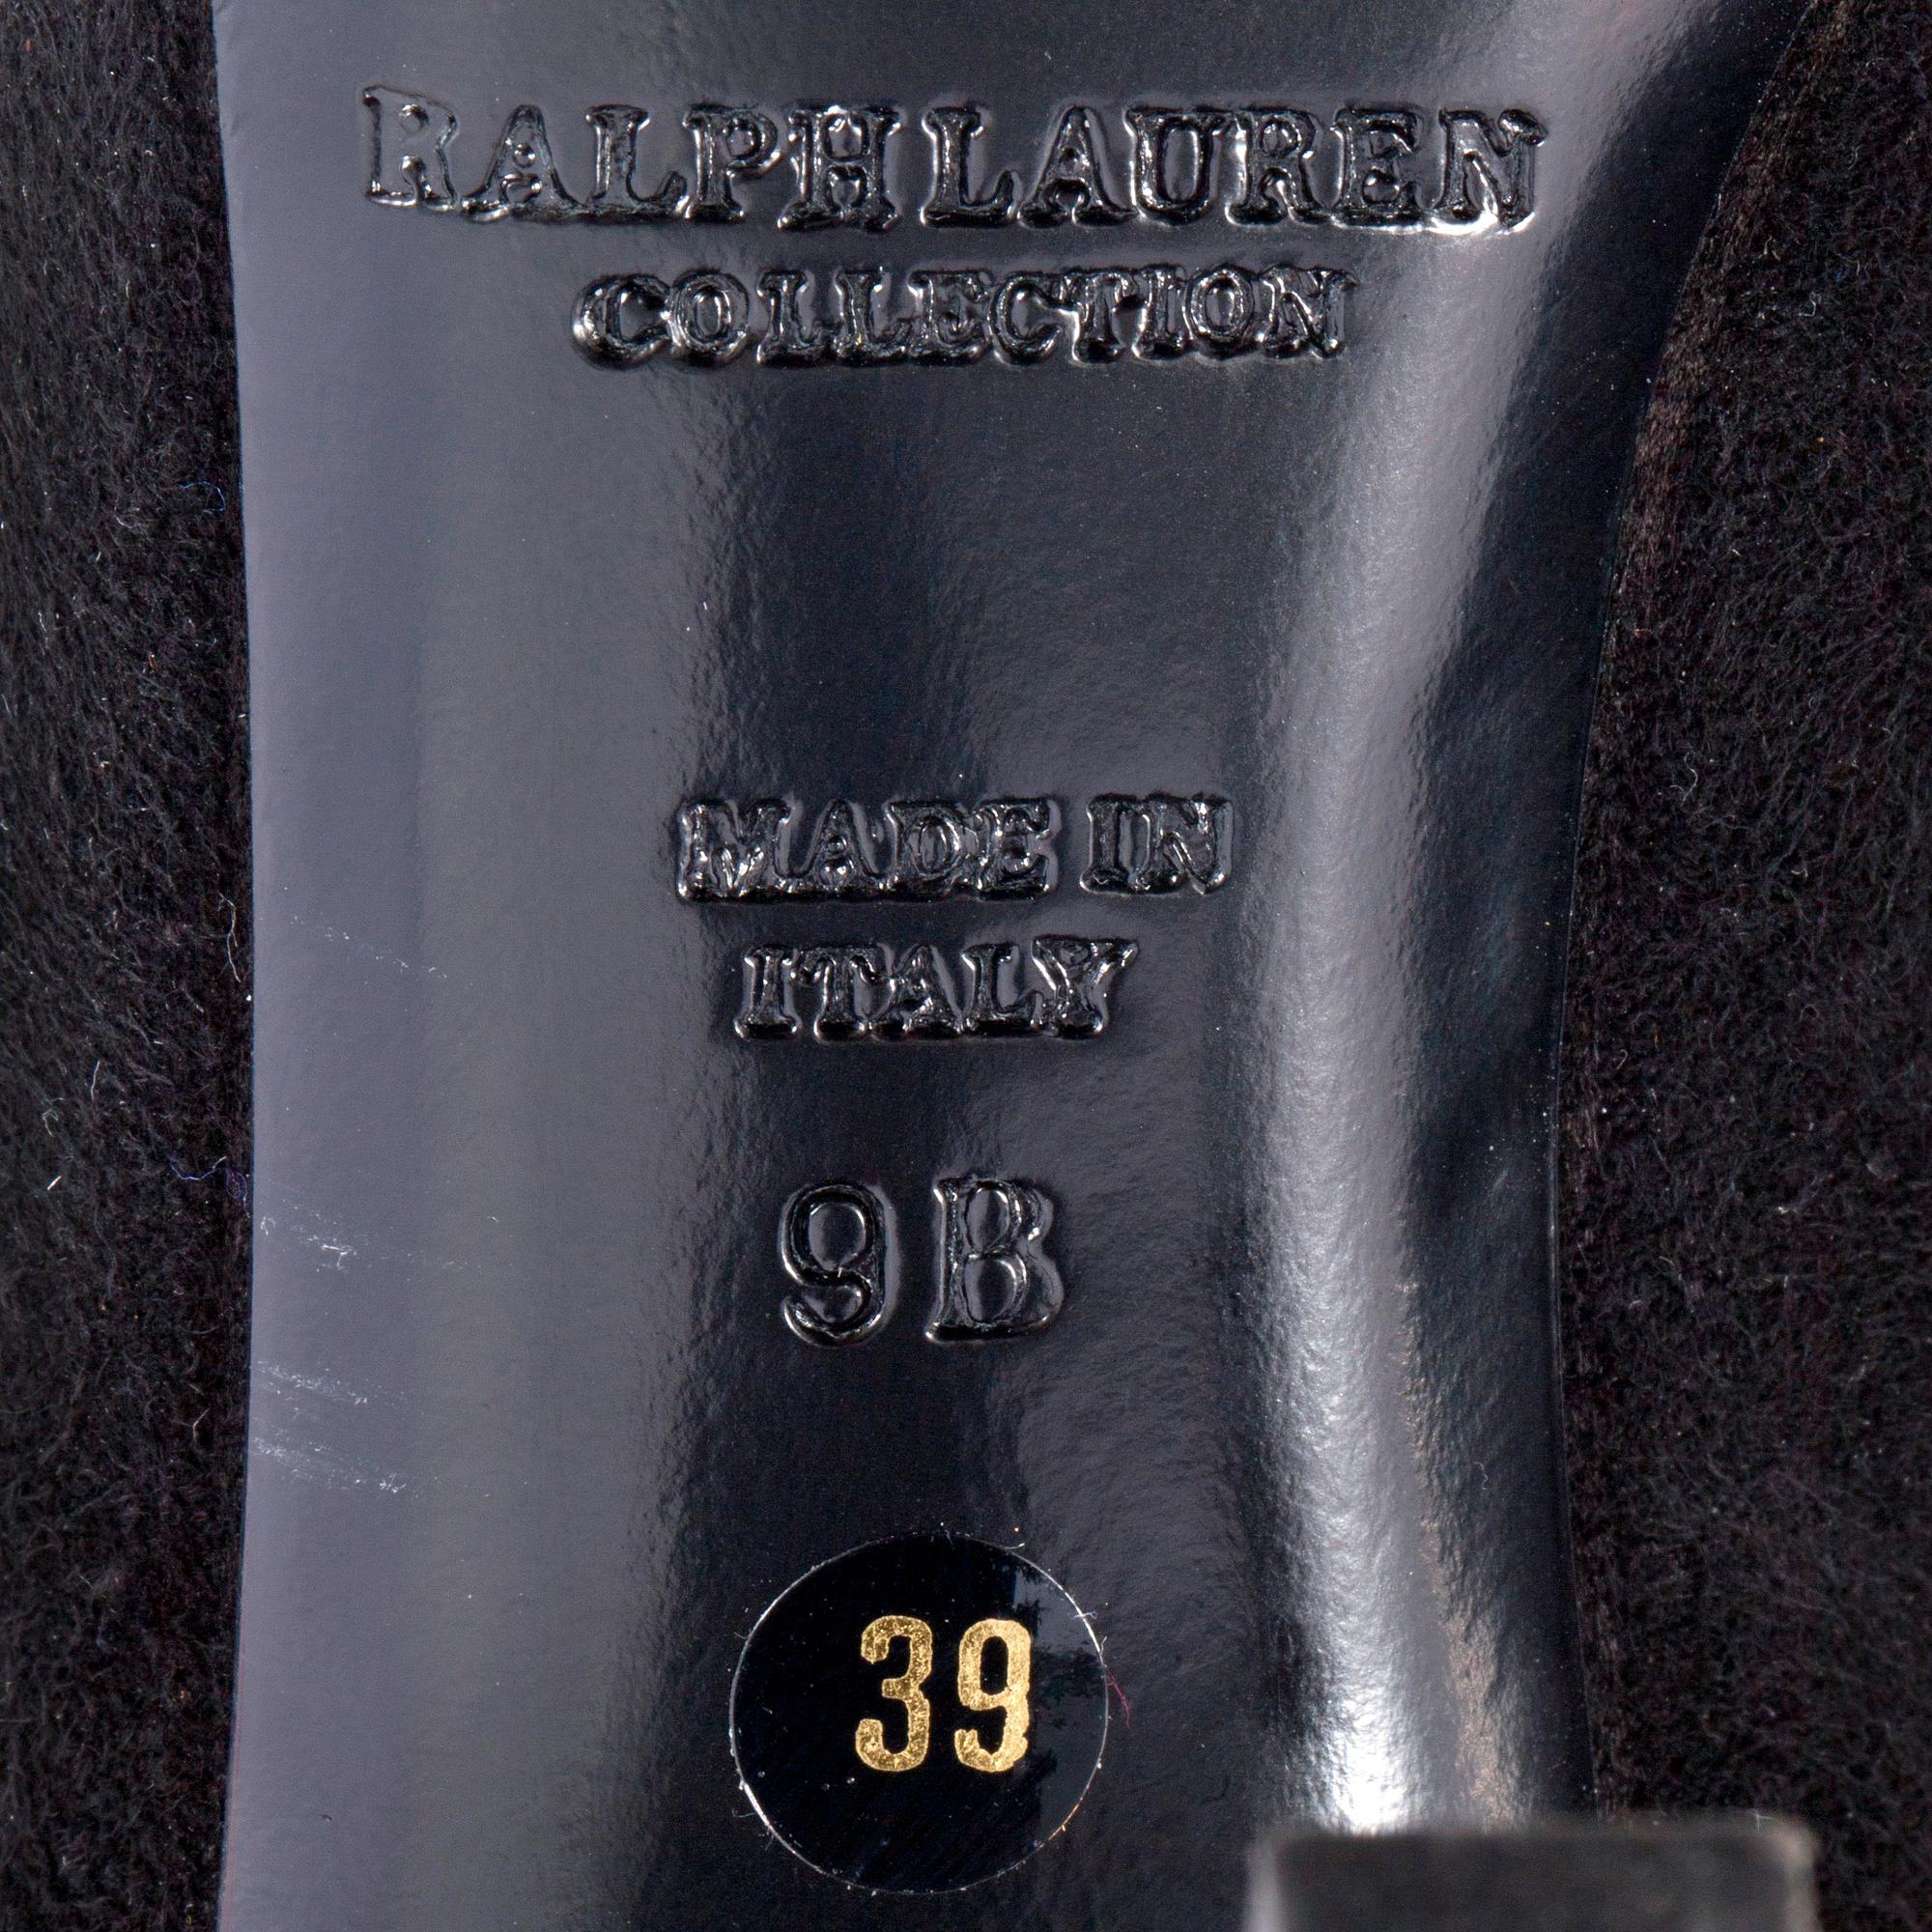 RALPH LAUREN
COLLECTION
MADE IN
ITALY
9B
39